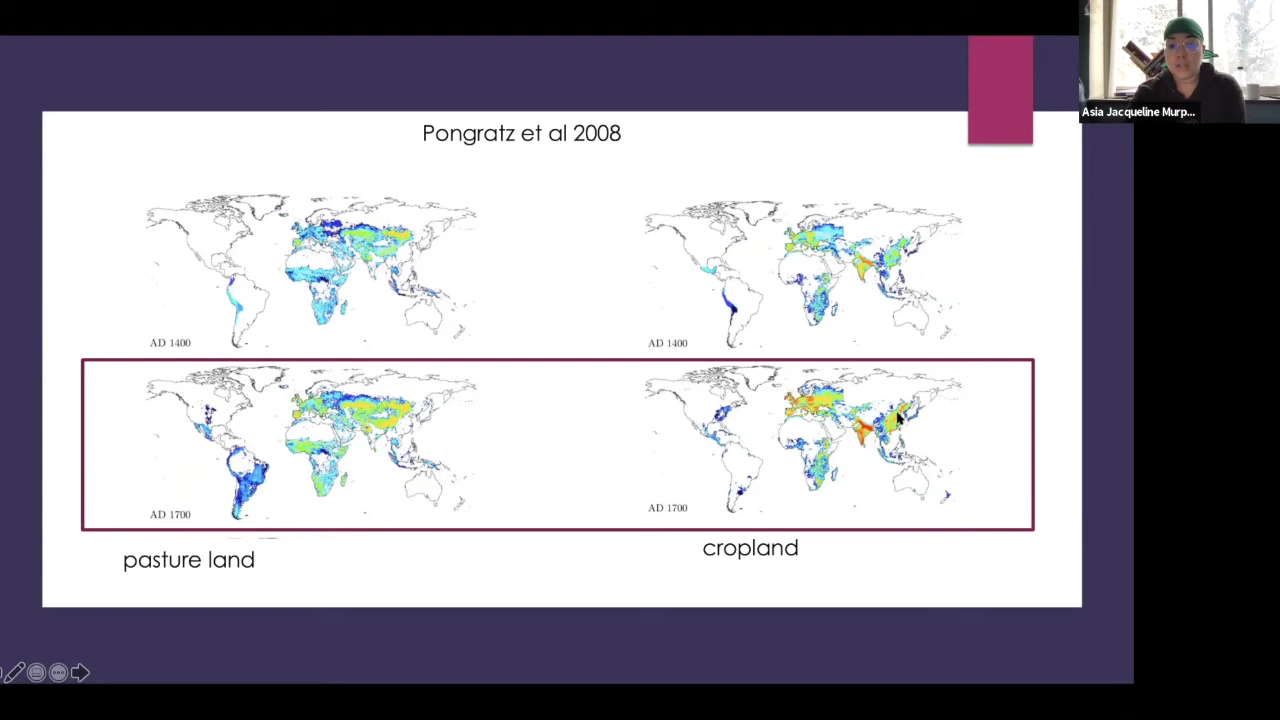 Asia Jacqueline Murp...
Pongratz et al 2008
AD 1400
AD 1400
AD 1700
AD 1700
pasture land
cropland